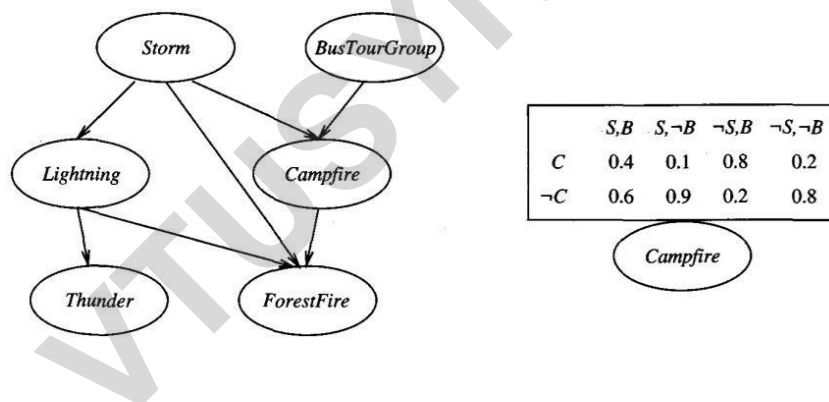 Storm
BusTourGroup
Lightning
Campfire
Thunder
ForestFire
S,B S,¬B ¬S,B ¬S,¬B
C 0.4 0.1 0.8 0.2
¬C 0.6 0.9 0.2 0.8
Campfire